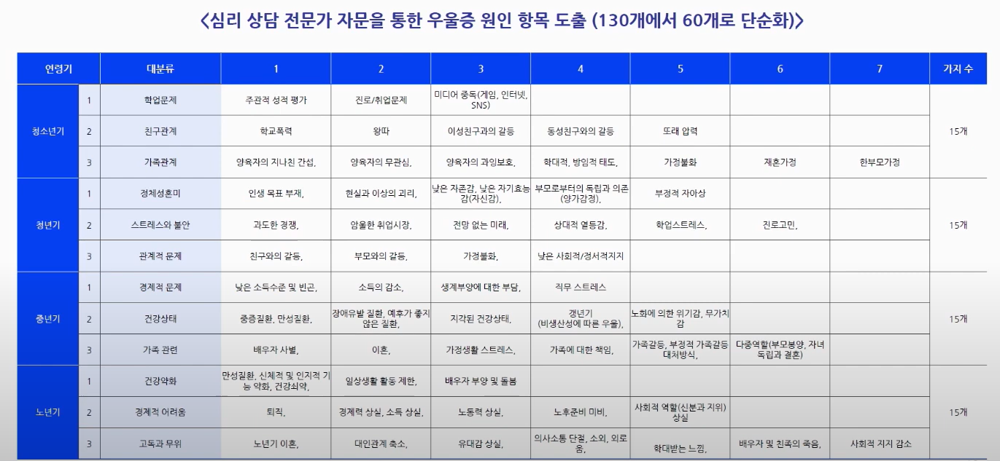 <심리 상담 전문가 자문을 통한 우울증 원인 항목 도출 (130개에서 60개로 단순화)>
연령기 대분류 1 2 3 4 5 6 7 가지 수
청소년기 15개
1 학업문제 주관적 성적 평가 진로/취업문제 미디어 중독(게임, 인터넷, SNS)
2 친구관계 학교폭력 왕따 이성친구과의 갈등 동성친구와의 갈등 또래 압력
3 가족관계 양육자의 지나친 간섭, 양육자의 무관심, 양육자의 과잉보호, 학대적, 방임적 태도, 가정불화 재혼가정 한부모가정
청년기 15개
1 정체성혼미 인생 목표 부재, 현실과 이상의 괴리, 낮은 자존감, 낮은 자기효능감(자신감), 부모로부터의 독립과 의존(양가감정), 부정적 자아상
2 스트레스와 불안 과도한 경쟁, 암울한 취업시장, 전망 없는 미래, 상대적 열등감, 학업스트레스, 진로고민,
3 관계적 문제 친구와의 갈등, 부모와의 갈등, 가정불화, 낮은 사회적/정서적지지
중년기 15개
1 경제적 문제 낮은 소득수준 및 빈곤, 소득의 감소, 생계부양에 대한 부담, 직무 스트레스
2 건강상태 중증질환, 만성질환, 장애유발 질환, 예후가 좋지 않은 질환, 지각된 건강상태, 갱년기 (비생산성에 따른 우울), 노화에 의한 위기감, 무가치감
3 가족 관련 배우자 사별, 이혼, 가정생활 스트레스, 가족에 대한 책임, 가족갈등, 부정적 가족갈등 대처방식, 다중역할(부모봉양, 자녀 독립과 결혼)
노년기 15개
1 건강약화 만성질환, 신체적 및 인지적 기능 약화, 건강쇠약, 일상생활 활동 제한, 배우자 부양 및 돌봄
2 경제적 어려움 퇴직, 경제력 상실, 소득 상실, 노동력 상실, 노후준비 미비, 사회적 역할(신분과 지위) 상실
3 고독과 무위 노년기 이혼, 대인관계 축소, 유대감 상실, 의사소통 단절, 소외, 외로움, 학대받는 느낌, 배우자 및 친족의 죽음, 사회적 지지 감소